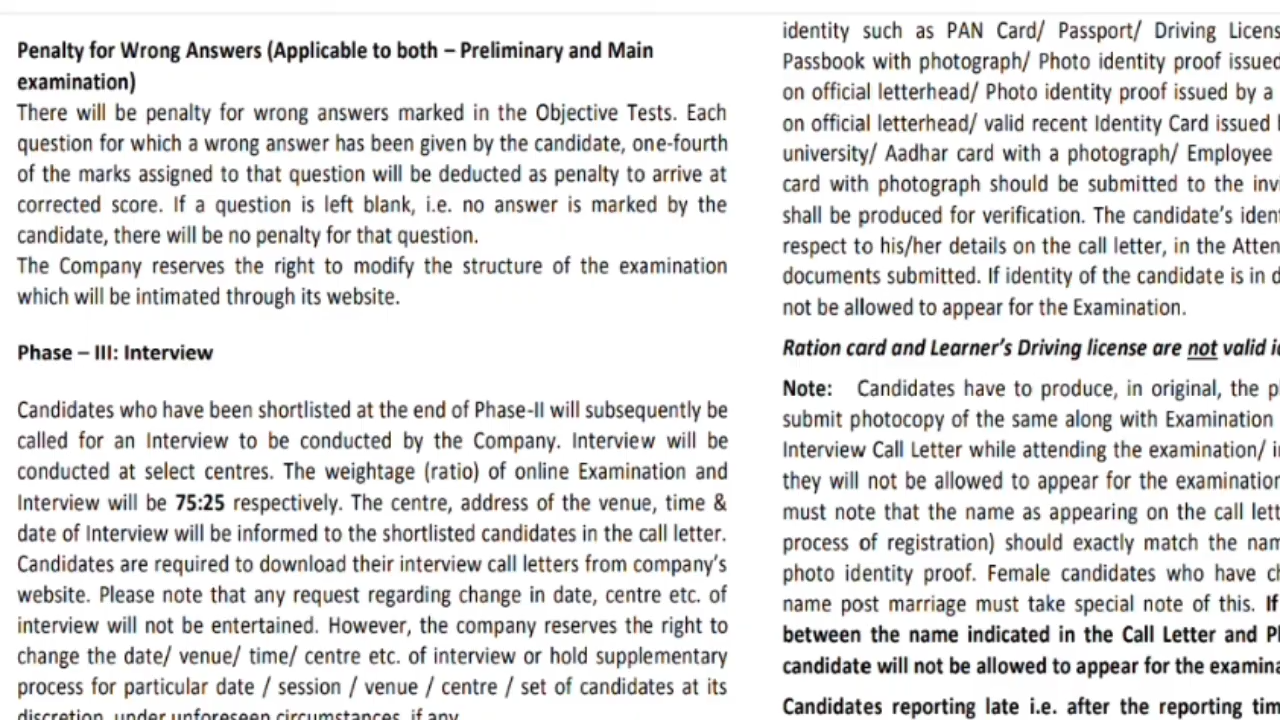 Penalty for Wrong Answers (Applicable to both – Preliminary and Main
examination)
There will be penalty for wrong answers marked in the Objective Tests. Each
question for which a wrong answer has been given by the candidate, one-fourth
of the marks assigned to that question will be deducted as penalty to arrive at
corrected score. If a question is left blank, i.e. no answer is marked by the
candidate, there will be no penalty for that question.
The Company reserves the right to modify the structure of the examination
which will be intimated through its website.
Phase – III: Interview
Candidates who have been shortlisted at the end of Phase-II will subsequently be
called for an Interview to be conducted by the Company. Interview will be
conducted at select centres. The weightage (ratio) of online Examination and
Interview will be 75:25 respectively. The centre, address of the venue, time &
date of Interview will be informed to the shortlisted candidates in the call letter.
Candidates are required to download their interview call letters from company's
website. Please note that any request regarding change in date, centre etc. of
interview will not be entertained. However, the company reserves the right to
change the date/ venue/ time/ centre etc. of interview or hold supplementary
process for particular date / session / venue / centre / set of candidates at its
discretion, under unforeseen circumstances, if any
identity such as PAN Card/ Passport/ Driving Licens
Passbook with photograph/ Photo identity proof issued
on official letterhead/ Photo identity proof issued by a
on official letterhead/ valid recent Identity Card issued
university/ Aadhar card with a photograph/ Employee
card with photograph should be submitted to the invi
shall be produced for verification. The candidate's ident
respect to his/her details on the call letter, in the Atten
documents submitted. If identity of the candidate is in d
not be allowed to appear for the Examination.
Ration card and Learner's Driving license are not valid i
Note: Candidates have to produce, in original, the p
submit photocopy of the same along with Examination
Interview Call Letter while attending the examination/ i
they will not be allowed to appear for the examination
must note that the name as appearing on the call lett
process of registration) should exactly match the nam
photo identity proof. Female candidates who have ch
name post marriage must take special note of this. If
between the name indicated in the Call Letter and P
candidate will not be allowed to appear for the examina
Candidates reporting late i.e. after the reporting tim